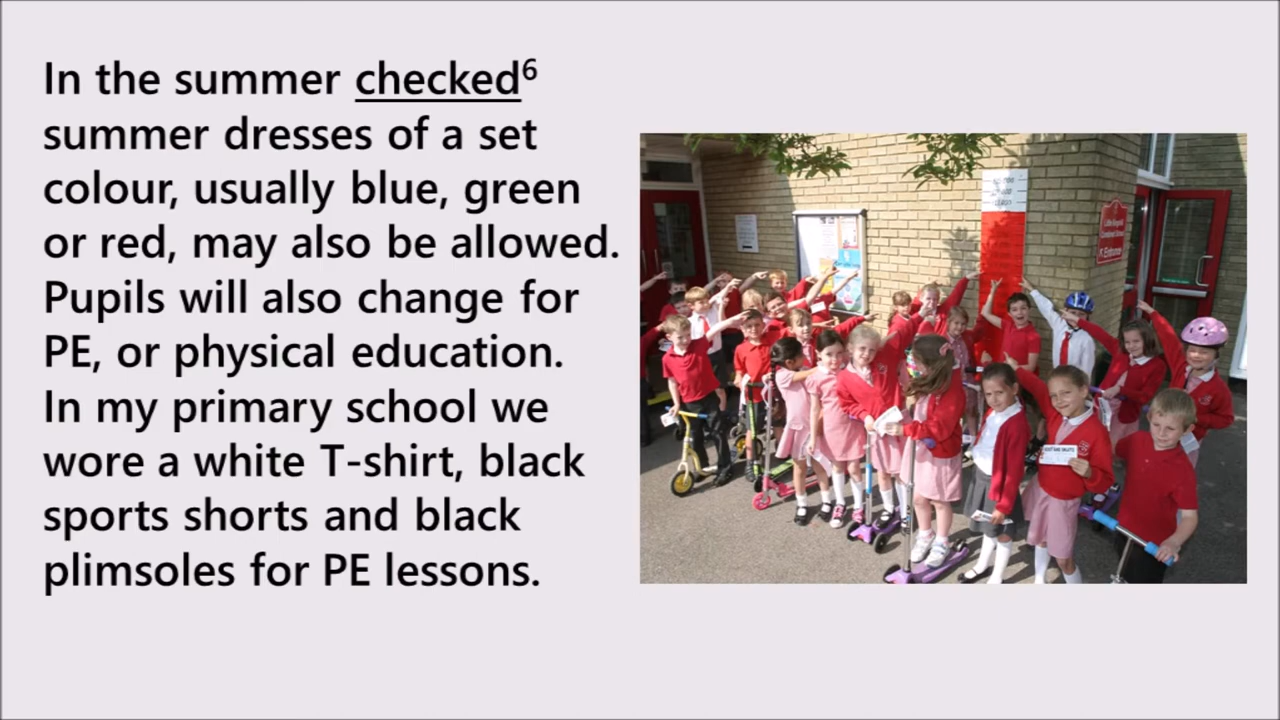 In the summer checked⁶
summer dresses of a set
colour, usually blue, green
or red, may also be allowed.
Pupils will also change for
PE, or physical education.
In my primary school we
wore a white T-shirt, black
sports shorts and black
plimsoles for PE lessons.